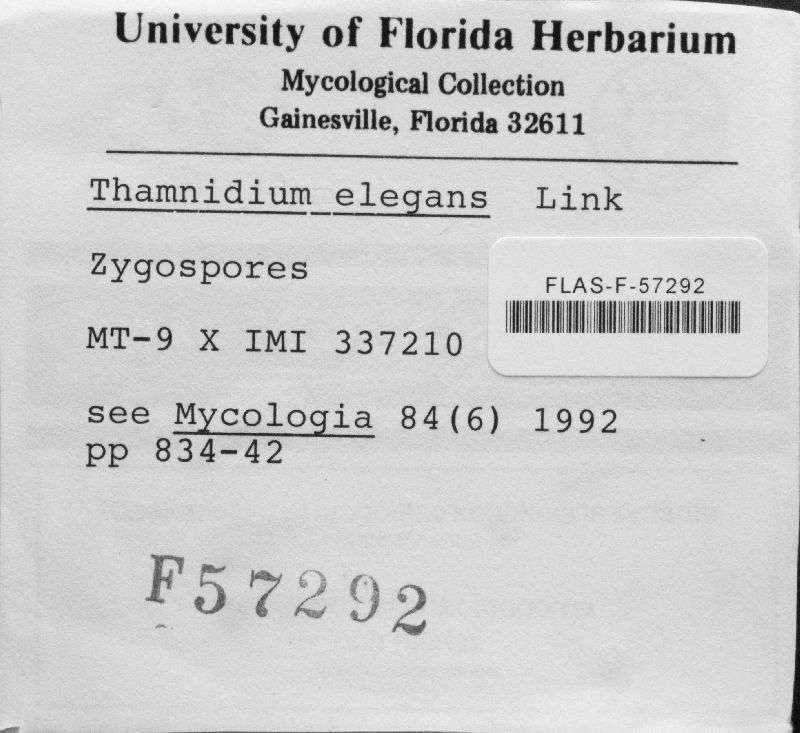 University of Florida Herbarium
Mycological Collection
Gainesville, Florida 32611
Thamnidium elegans Link
Zygospores
FLAS-F-57292
MT-9 X IMI 337210
see Mycologia 84(6) 1992
pp 834-42
F57292